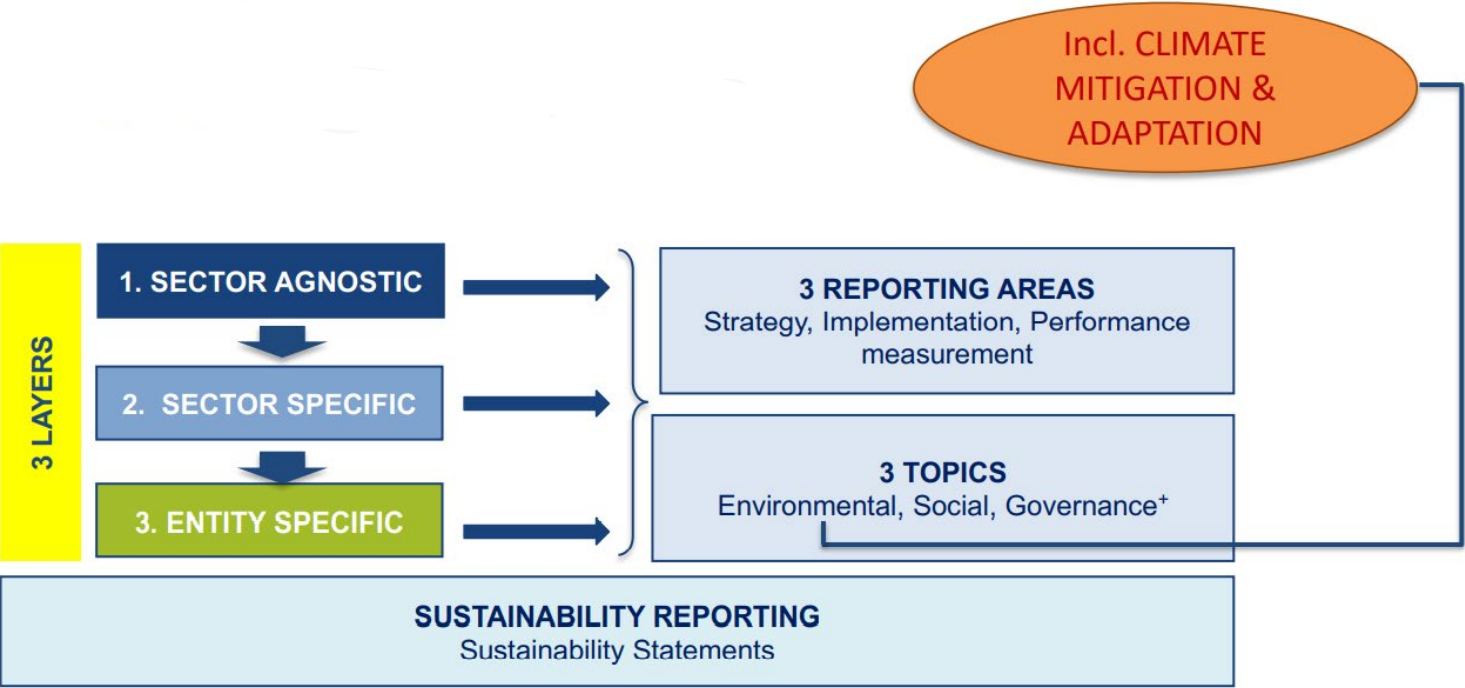 Incl. CLIMATE
MITIGATION &
ADAPTATION
3 LAYERS
1. SECTOR AGNOSTIC
2. SECTOR SPECIFIC
3. ENTITY SPECIFIC
3 REPORTING AREAS
Strategy, Implementation, Performance
measurement
3 TOPICS
Environmental, Social, Governance⁺
SUSTAINABILITY REPORTING
Sustainability Statements